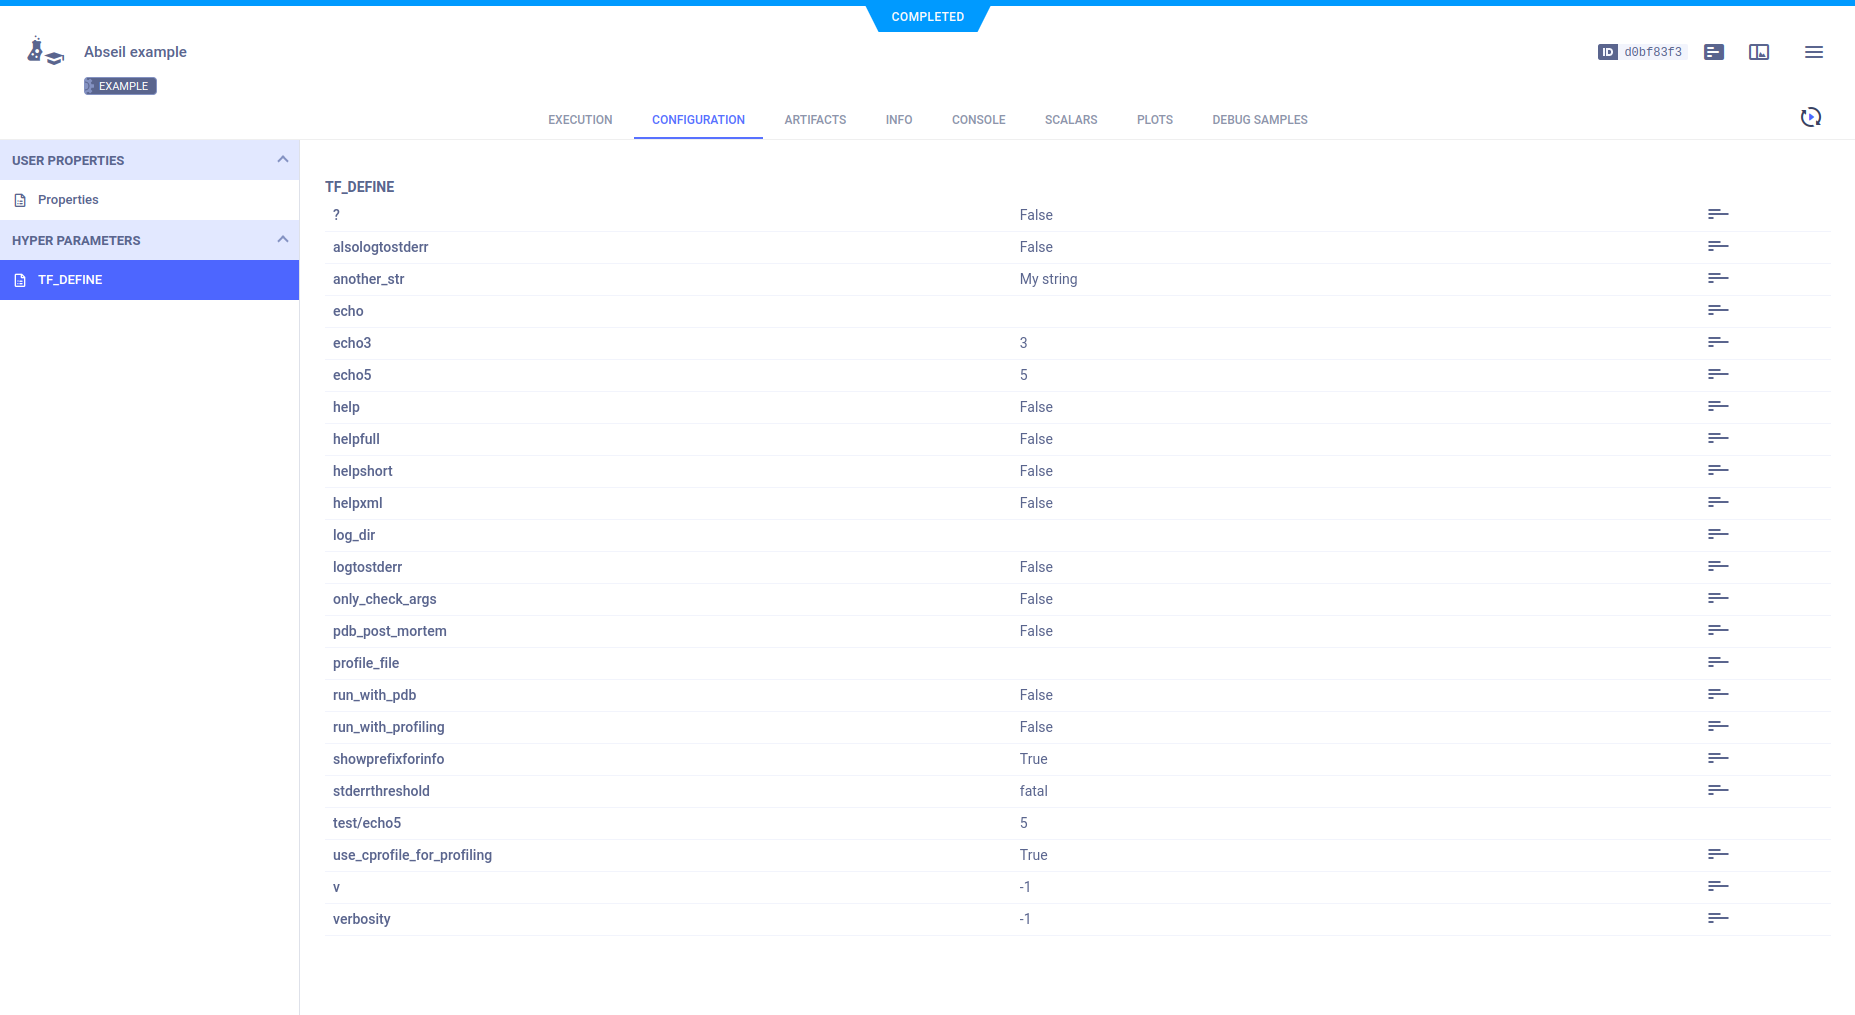 COMPLETED
Abseil example
ID d0bf83f3
EXAMPLE
EXECUTION CONFIGURATION ARTIFACTS INFO CONSOLE SCALARS PLOTS DEBUG SAMPLES
USER PROPERTIES
Properties
HYPER PARAMETERS
TF_DEFINE
TF_DEFINE
? False
alsologtostderr False
another_str My string
echo
echo3 3
echo5 5
help False
helpfull False
helpshort False
helpxml False
log_dir
logtostderr False
only_check_args False
pdb_post_mortem False
profile_file
run_with_pdb False
run_with_profiling False
showprefixforinfo True
stderrthreshold fatal
test/echo5 5
use_cprofile_for_profiling True
v -1
verbosity -1